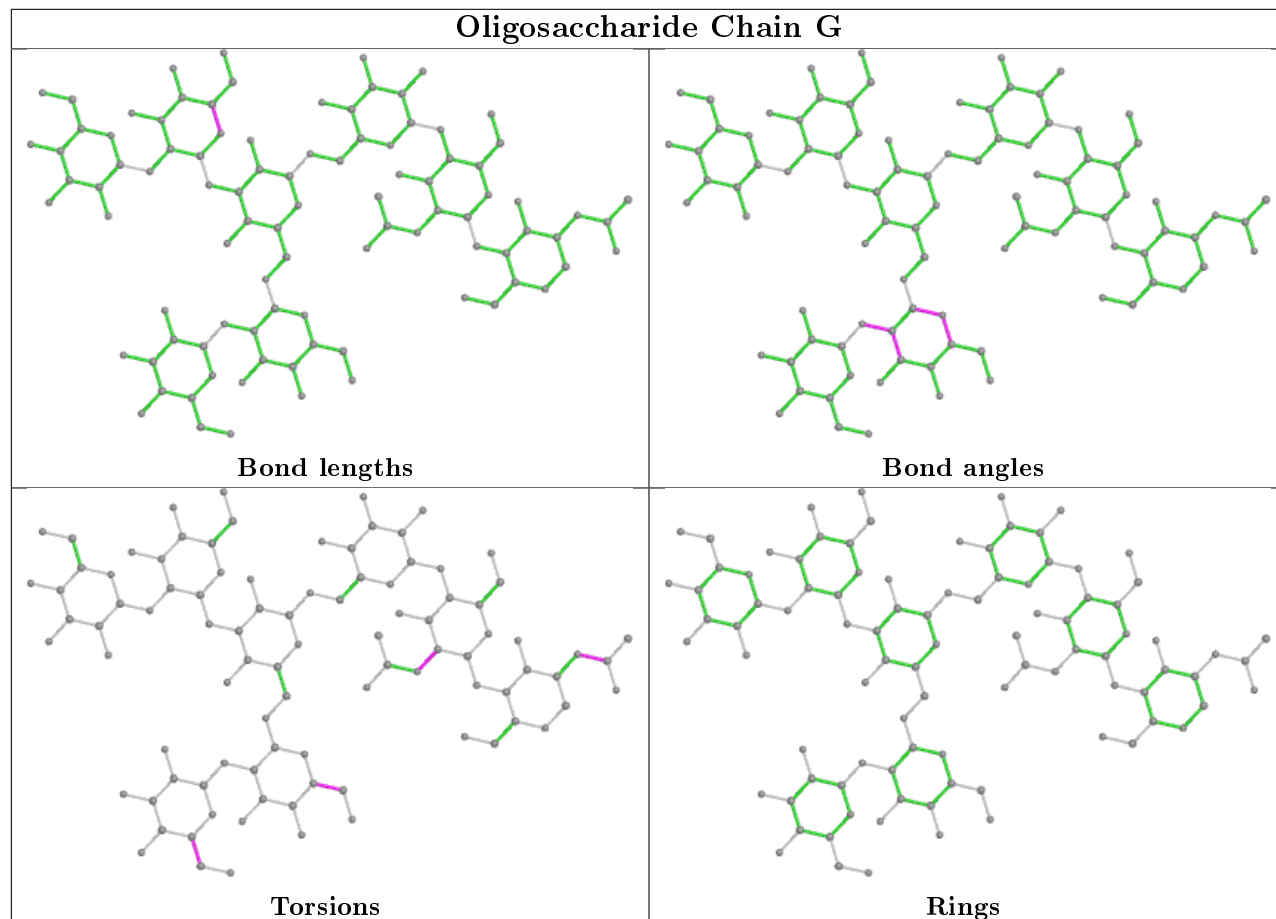 Oligosaccharide Chain G
Bond lengths
Bond angles
Torsions
Rings